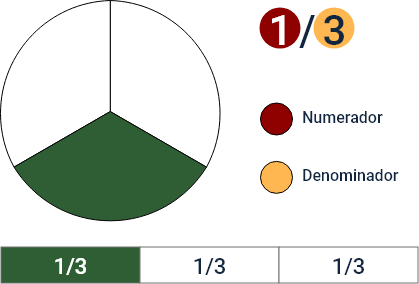 1/3
Numerador
Denominador
1/3 1/3 1/3